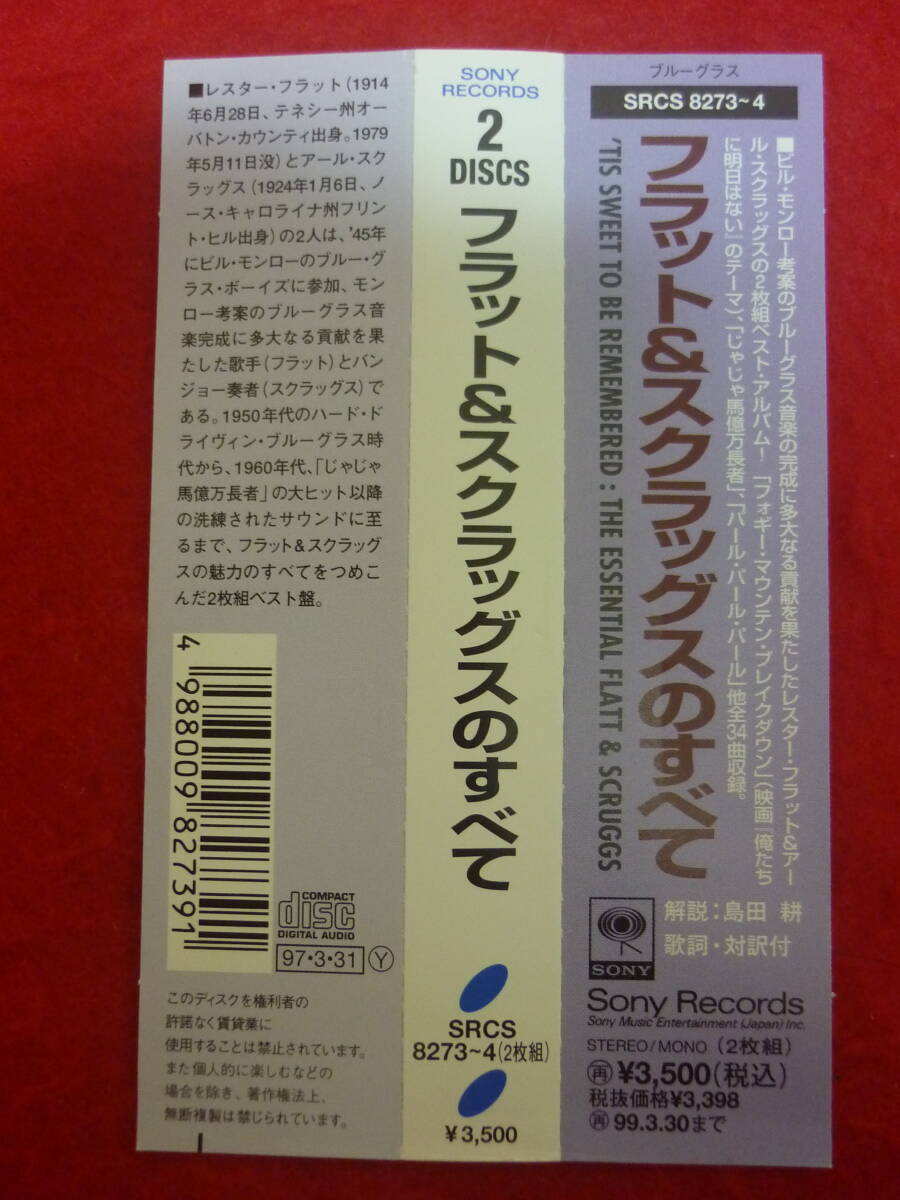 ■レスター・フラット(1914
年6月28日、テネシー州オー
バトン・カウンティ出身。1979
年5月11日没)とアール・スク
ラッグス(1924年1月6日、ノ
ース・キャロライナ州フリン
ト・ヒル出身)の2人は、'45年
にビル・モンローのブルー・グ
ラス・ボーイズに参加、モン
ロー考案のブルーグラス音
楽完成に多大なる貢献を果
たした歌手(フラット)とバン
ジョー奏者(スクラッグス)で
ある。1950年代のハード・ド
ライヴィン・ブルーグラス時
代から、1960年代、「じゃじゃ
馬億万長者」の大ヒット以降
の洗練されたサウンドに至
るまで、フラット&スクラッグ
スの魅力のすべてをつめこ
んだ2枚組ベスト盤。
4 988009 827391
COMPACT
disc
DIGITAL AUDIO
97・3・31 Y
このディスクを権利者の
許諾なく賃貸業に
使用することは禁止されています。
また個人的に楽しむなどの
場合を除き、著作権法上、
無断複製は禁じられています。
SONY
RECORDS
2
DISCS
フラット&スクラッグスのすべて
SRCS
8273~4(2枚組)
¥3,500
ブルーグラス
SRCS 8273~4
■ビル・モンロー考案のブルーグラス音楽の完成に多大なる貢献を果たしたレスター・フラット&アー
ル・スクラッグスの2枚組ベスト・アルバム!「フォギー・マウンテン・ブレイクダウン」(映画『俺たち
に明日はない』のテーマ)、「じゃじゃ馬億万長者」、「パール・パール・パール」他全34曲収録。
フラット&スクラッグスのすべて
'TIS SWEET TO BE REMEMBERED : THE ESSENTIAL FLATT & SCRUGGS
解説:島田 耕
歌詞・対訳付
SONY
Sony Records
Sony Music Entertainment (Japan) Inc.
STEREO/MONO (2枚組)
再 ¥3,500(税込)
税抜価格¥3,398
再 99.3.30まで